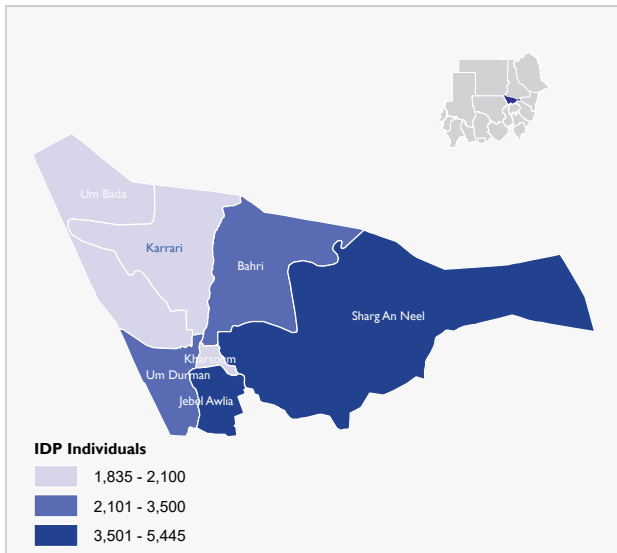 Um Bada
Karrari
Bahri
Sharg An Neel
Khartoum
Um Durman
Jebel Awlia
IDP Individuals
1,835 - 2,100
2,101 - 3,500
3,501 - 5,445